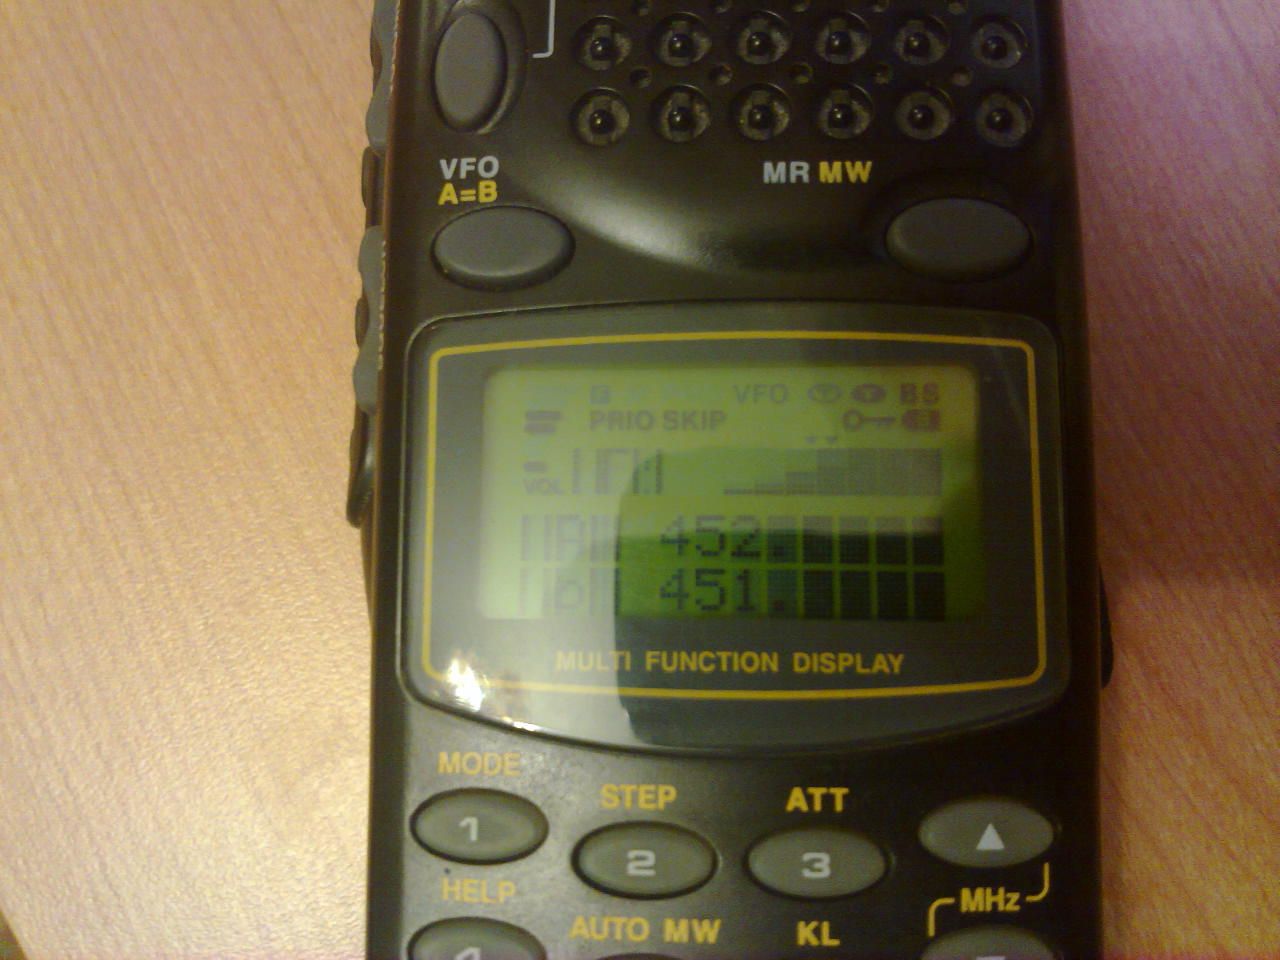 VFO
A=B
MR MW
VFO BS
PRIO SKIP
VOL
452.
451.
MULTI FUNCTION DISPLAY
MODE
STEP
ATT
1
2
3
HELP
MHz
AUTO MW
KL